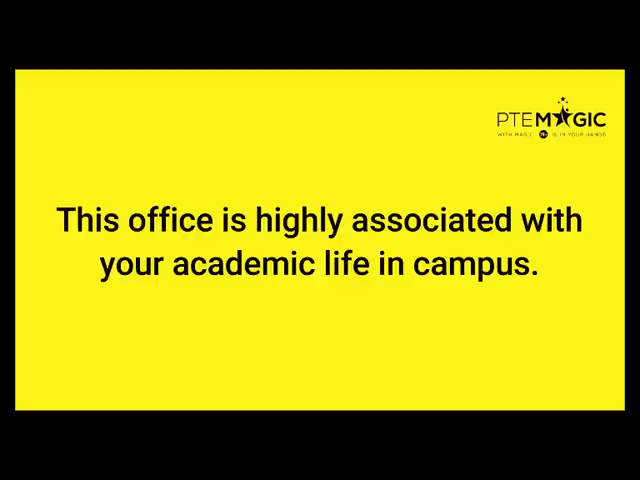 PTEMAGIC
This office is highly associated with
your academic life in campus.